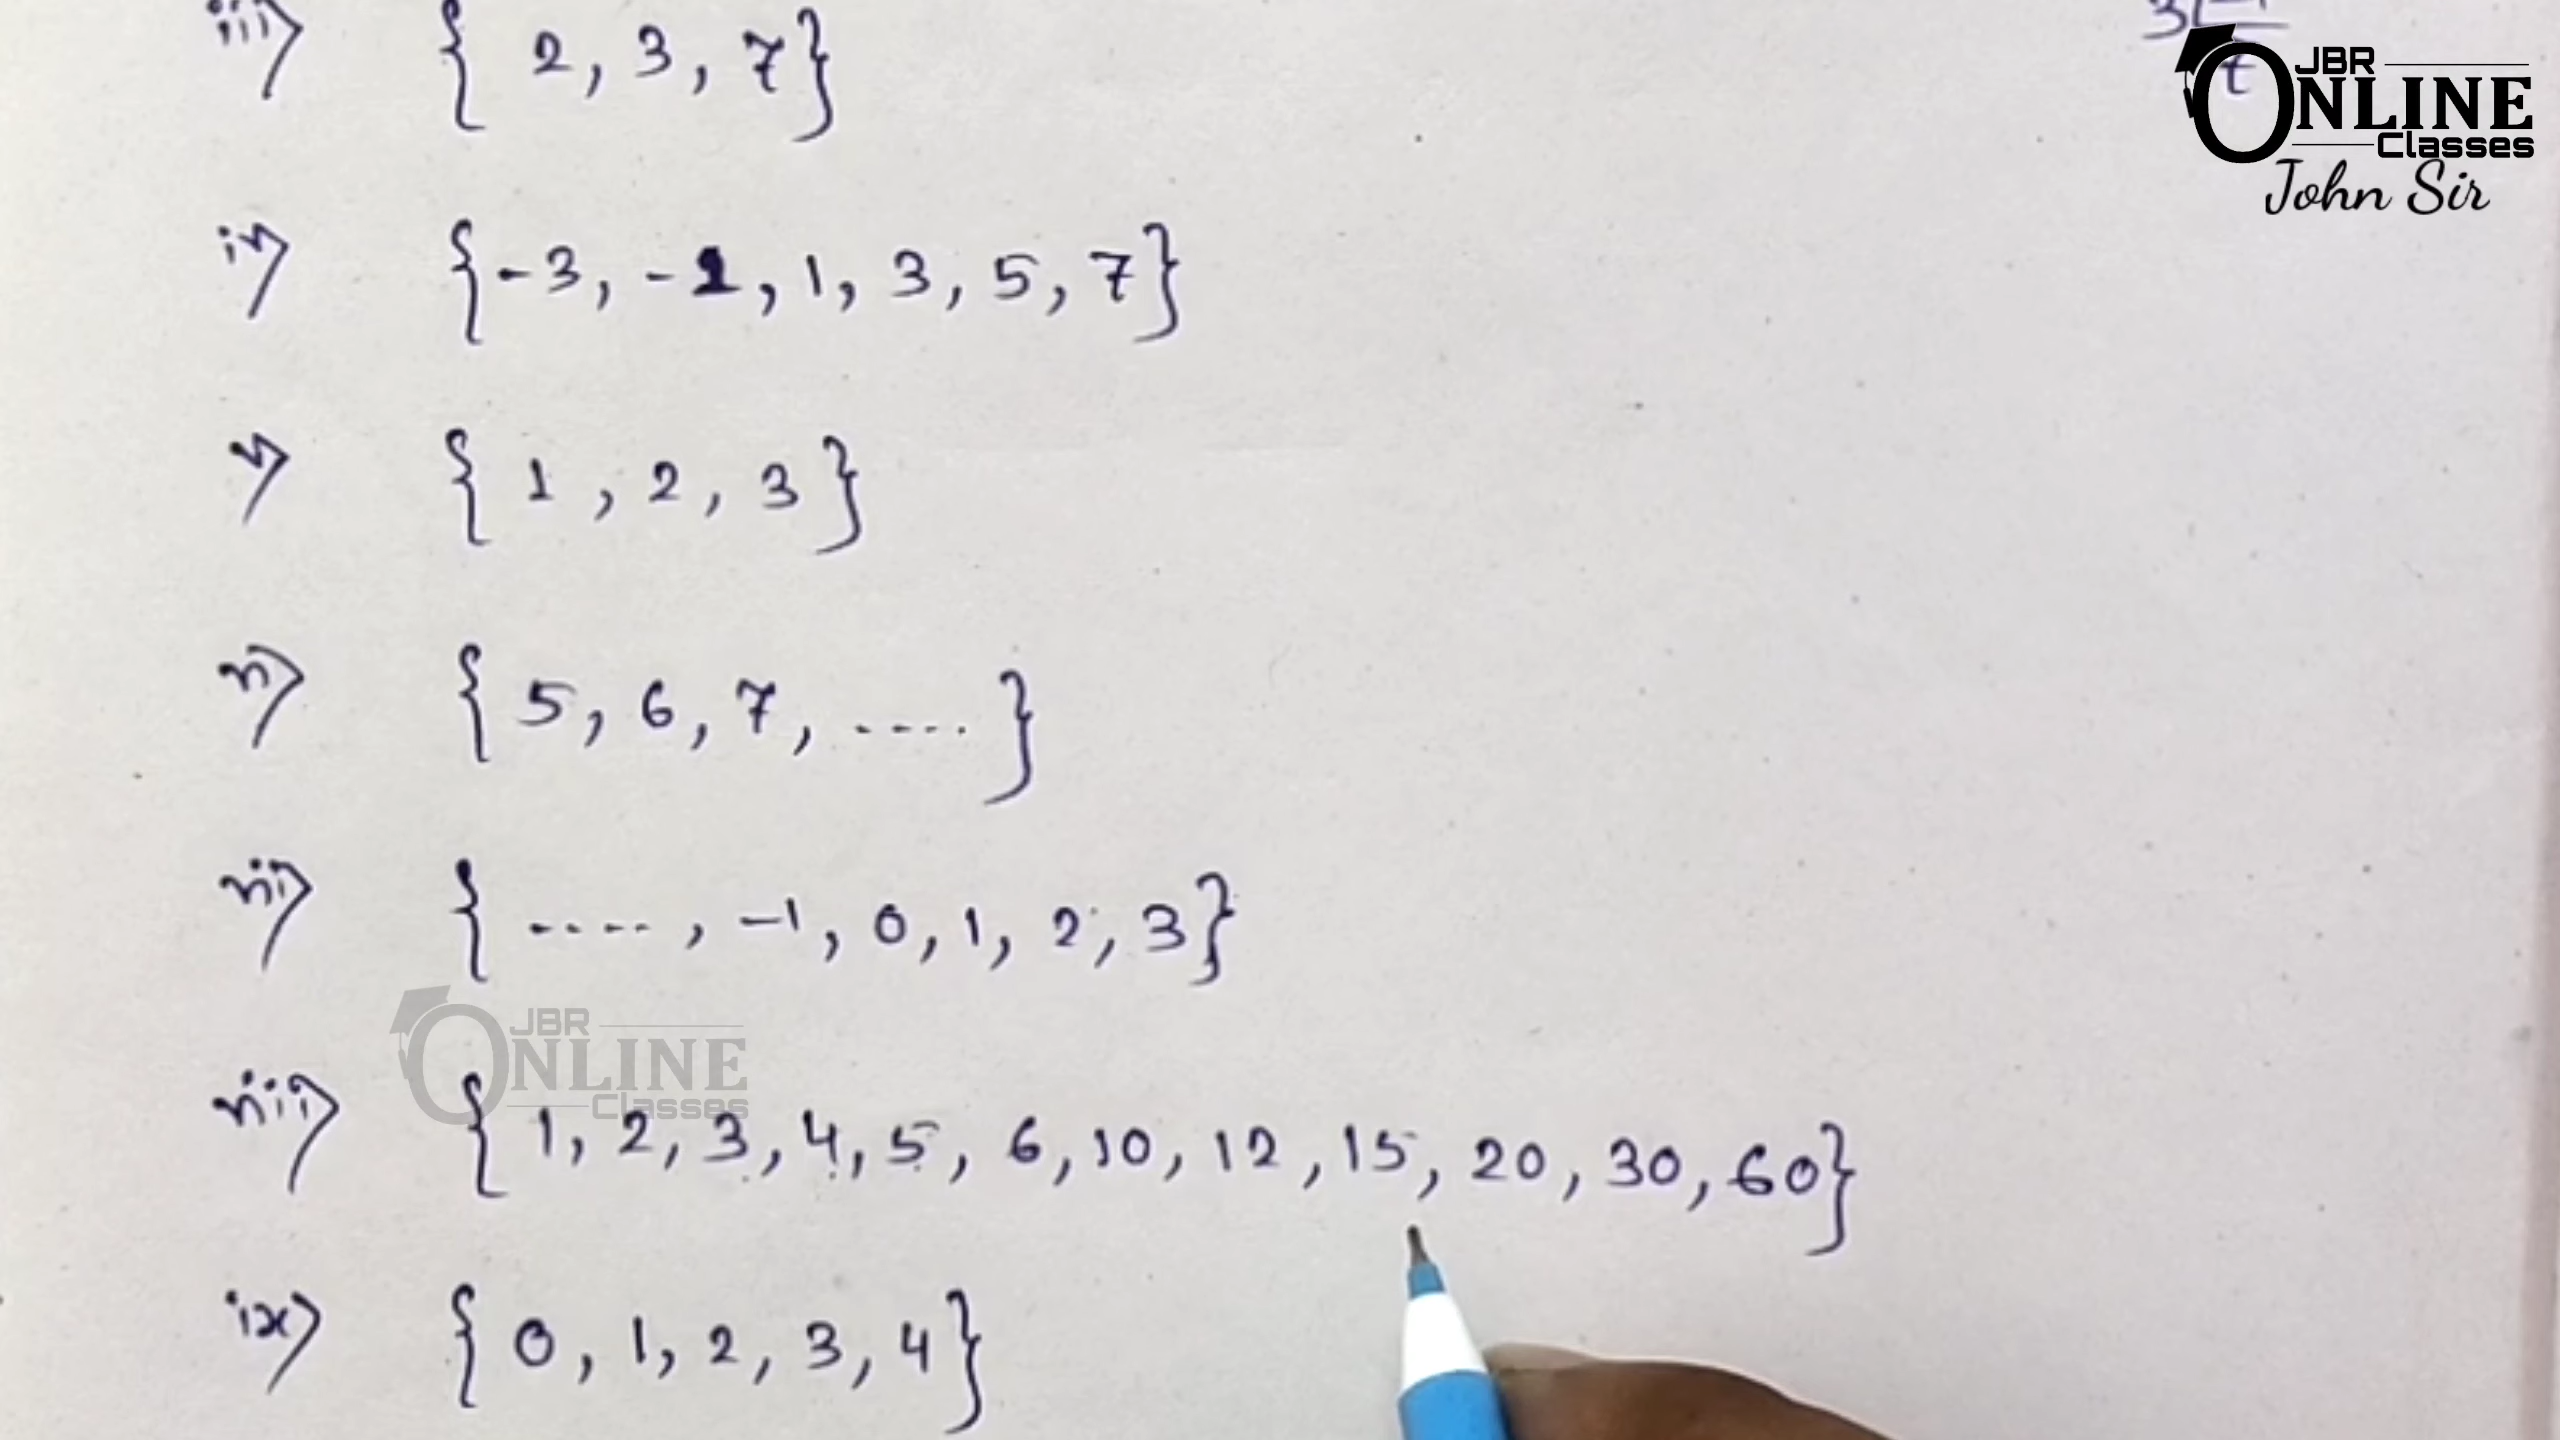 iii) { 2, 3, 7}
JBR
ONLINE
Classes
John Sir
iv) {-3, -1, 1, 3, 5, 7}
v) { 1, 2, 3}
vi) { 5, 6, 7, ....}
vii) { ...., -1, 0, 1, 2, 3}
JBR
ONLINE
Classes
viii) { 1, 2, 3, 4, 5, 6, 10, 12, 15, 20, 30, 60}
ix) { 0, 1, 2, 3, 4}